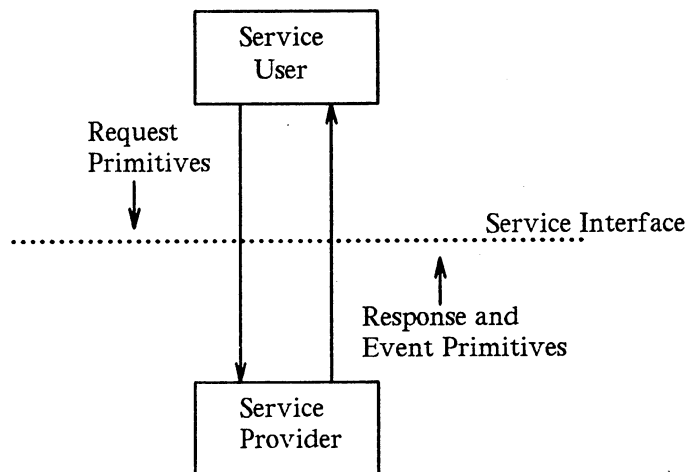 Service
User
Request
Primitives
Service Interface
Response and
Event Primitives
Service
Provider